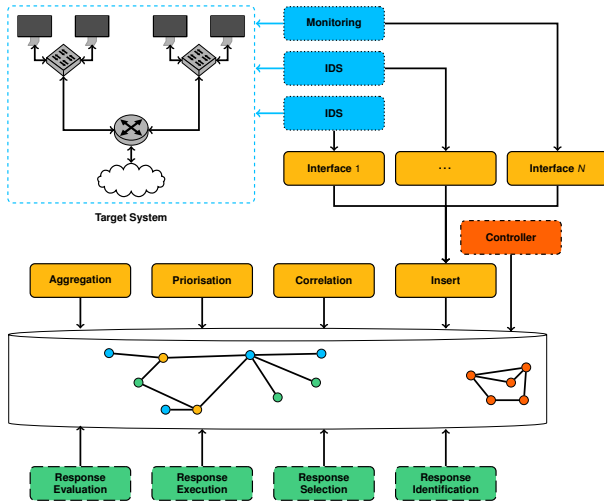 Monitoring
IDS
IDS
Interface 1
...
Interface N
Target System
Controller
Aggregation
Priorisation
Correlation
Insert
Response
Evaluation
Response
Execution
Response
Selection
Response
Identification